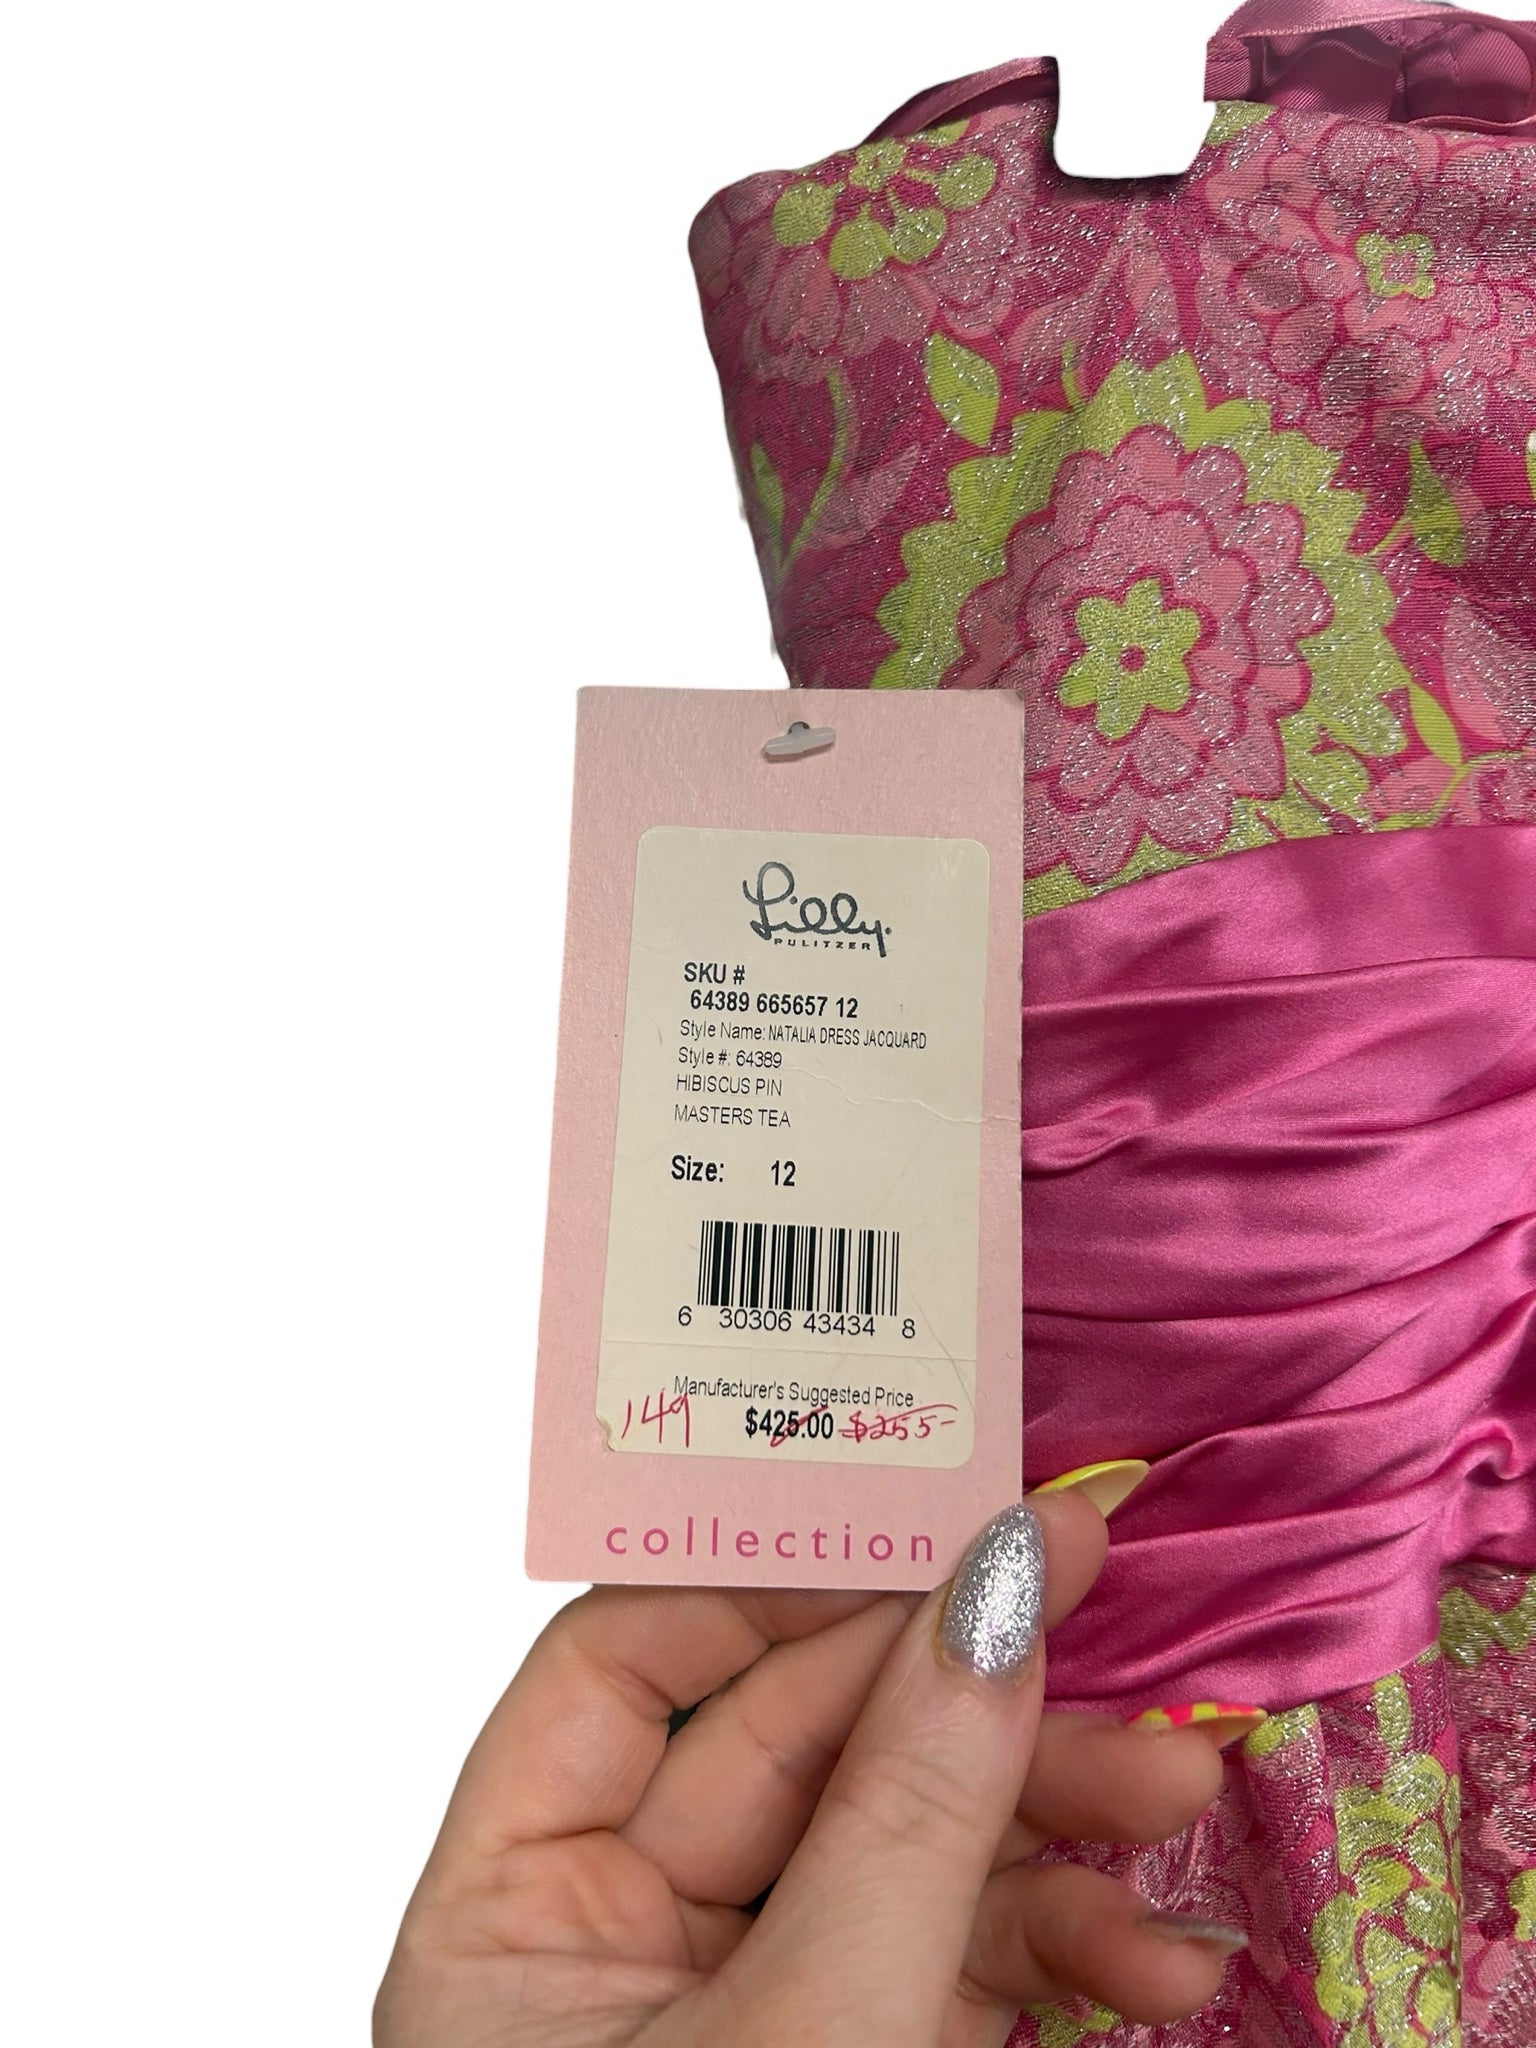 Lilly.
PULITZER
SKU #
64389 665657 12
Style Name: NATALIA DRESS JACQUARD
Style #: 64389
HIBISCUS PIN
MASTERS TEA
Size: 12
6 30306 43434 8
Manufacturer's Suggested Price
149 $425.00 $255-
collection